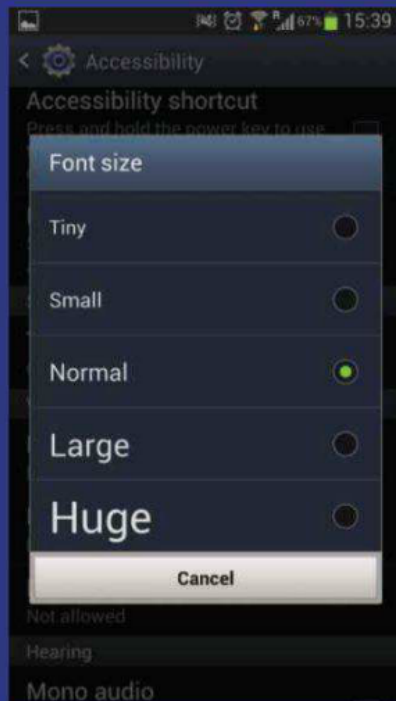 R 67% 15:39
< Accessibility
Accessibility shortcut
Press and hold the power key to use
Font size
Tiny
Small
Normal
Large
Huge
Cancel
Not allowed
Hearing
Mono audio